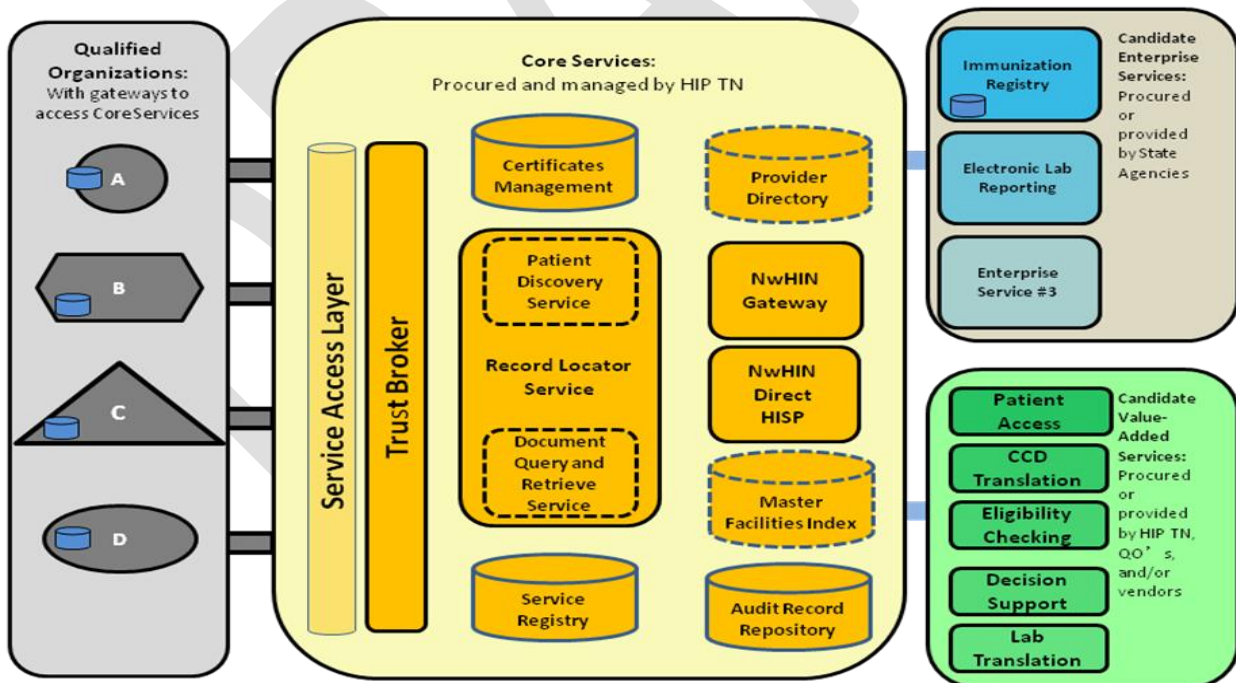 Qualified
Organizations:
With gateways to
access CoreServices
A
B
C
D
Core Services:
Procured and managed by HIP TN
Service Access Layer
Trust Broker
Certificates
Management
Patient
Discovery
Service
Record Locator
Service
Document
Query and
Retrieve
Service
Service
Registry
Provider
Directory
NwHIN
Gateway
NwHIN
Direct
HISP
Master
Facilities Index
Audit Record
Repository
Immunization
Registry
Electronic Lab
Reporting
Enterprise
Service #3
Candidate
Enterprise
Services:
Procured
or
provided
by State
Agencies
Patient
Access
CCD
Translation
Eligibility
Checking
Decision
Support
Lab
Translation
Candidate
Value-
Added
Services:
Procured
or
provided
by HIP TN,
QO’ s,
and/or
vendors